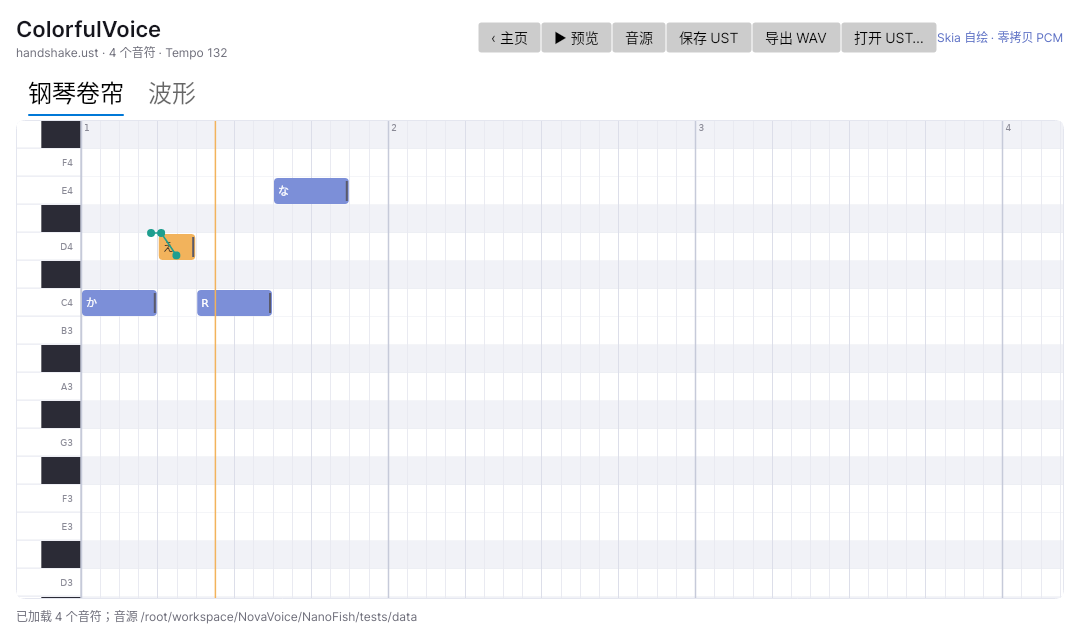 ColorfulVoice
handshake.ust · 4 个音符 · Tempo 132
‹ 主页
▶ 预览
音源
保存 UST
导出 WAV
打开 UST...
Skia 自绘 · 零拷贝 PCM
钢琴卷帘
波形
1
2
3
4
F4
E4
な
D4
え
C4
か
R
B3
A3
G3
F3
E3
D3
已加载 4 个音符；音源 /root/workspace/NovaVoice/NanoFish/tests/data